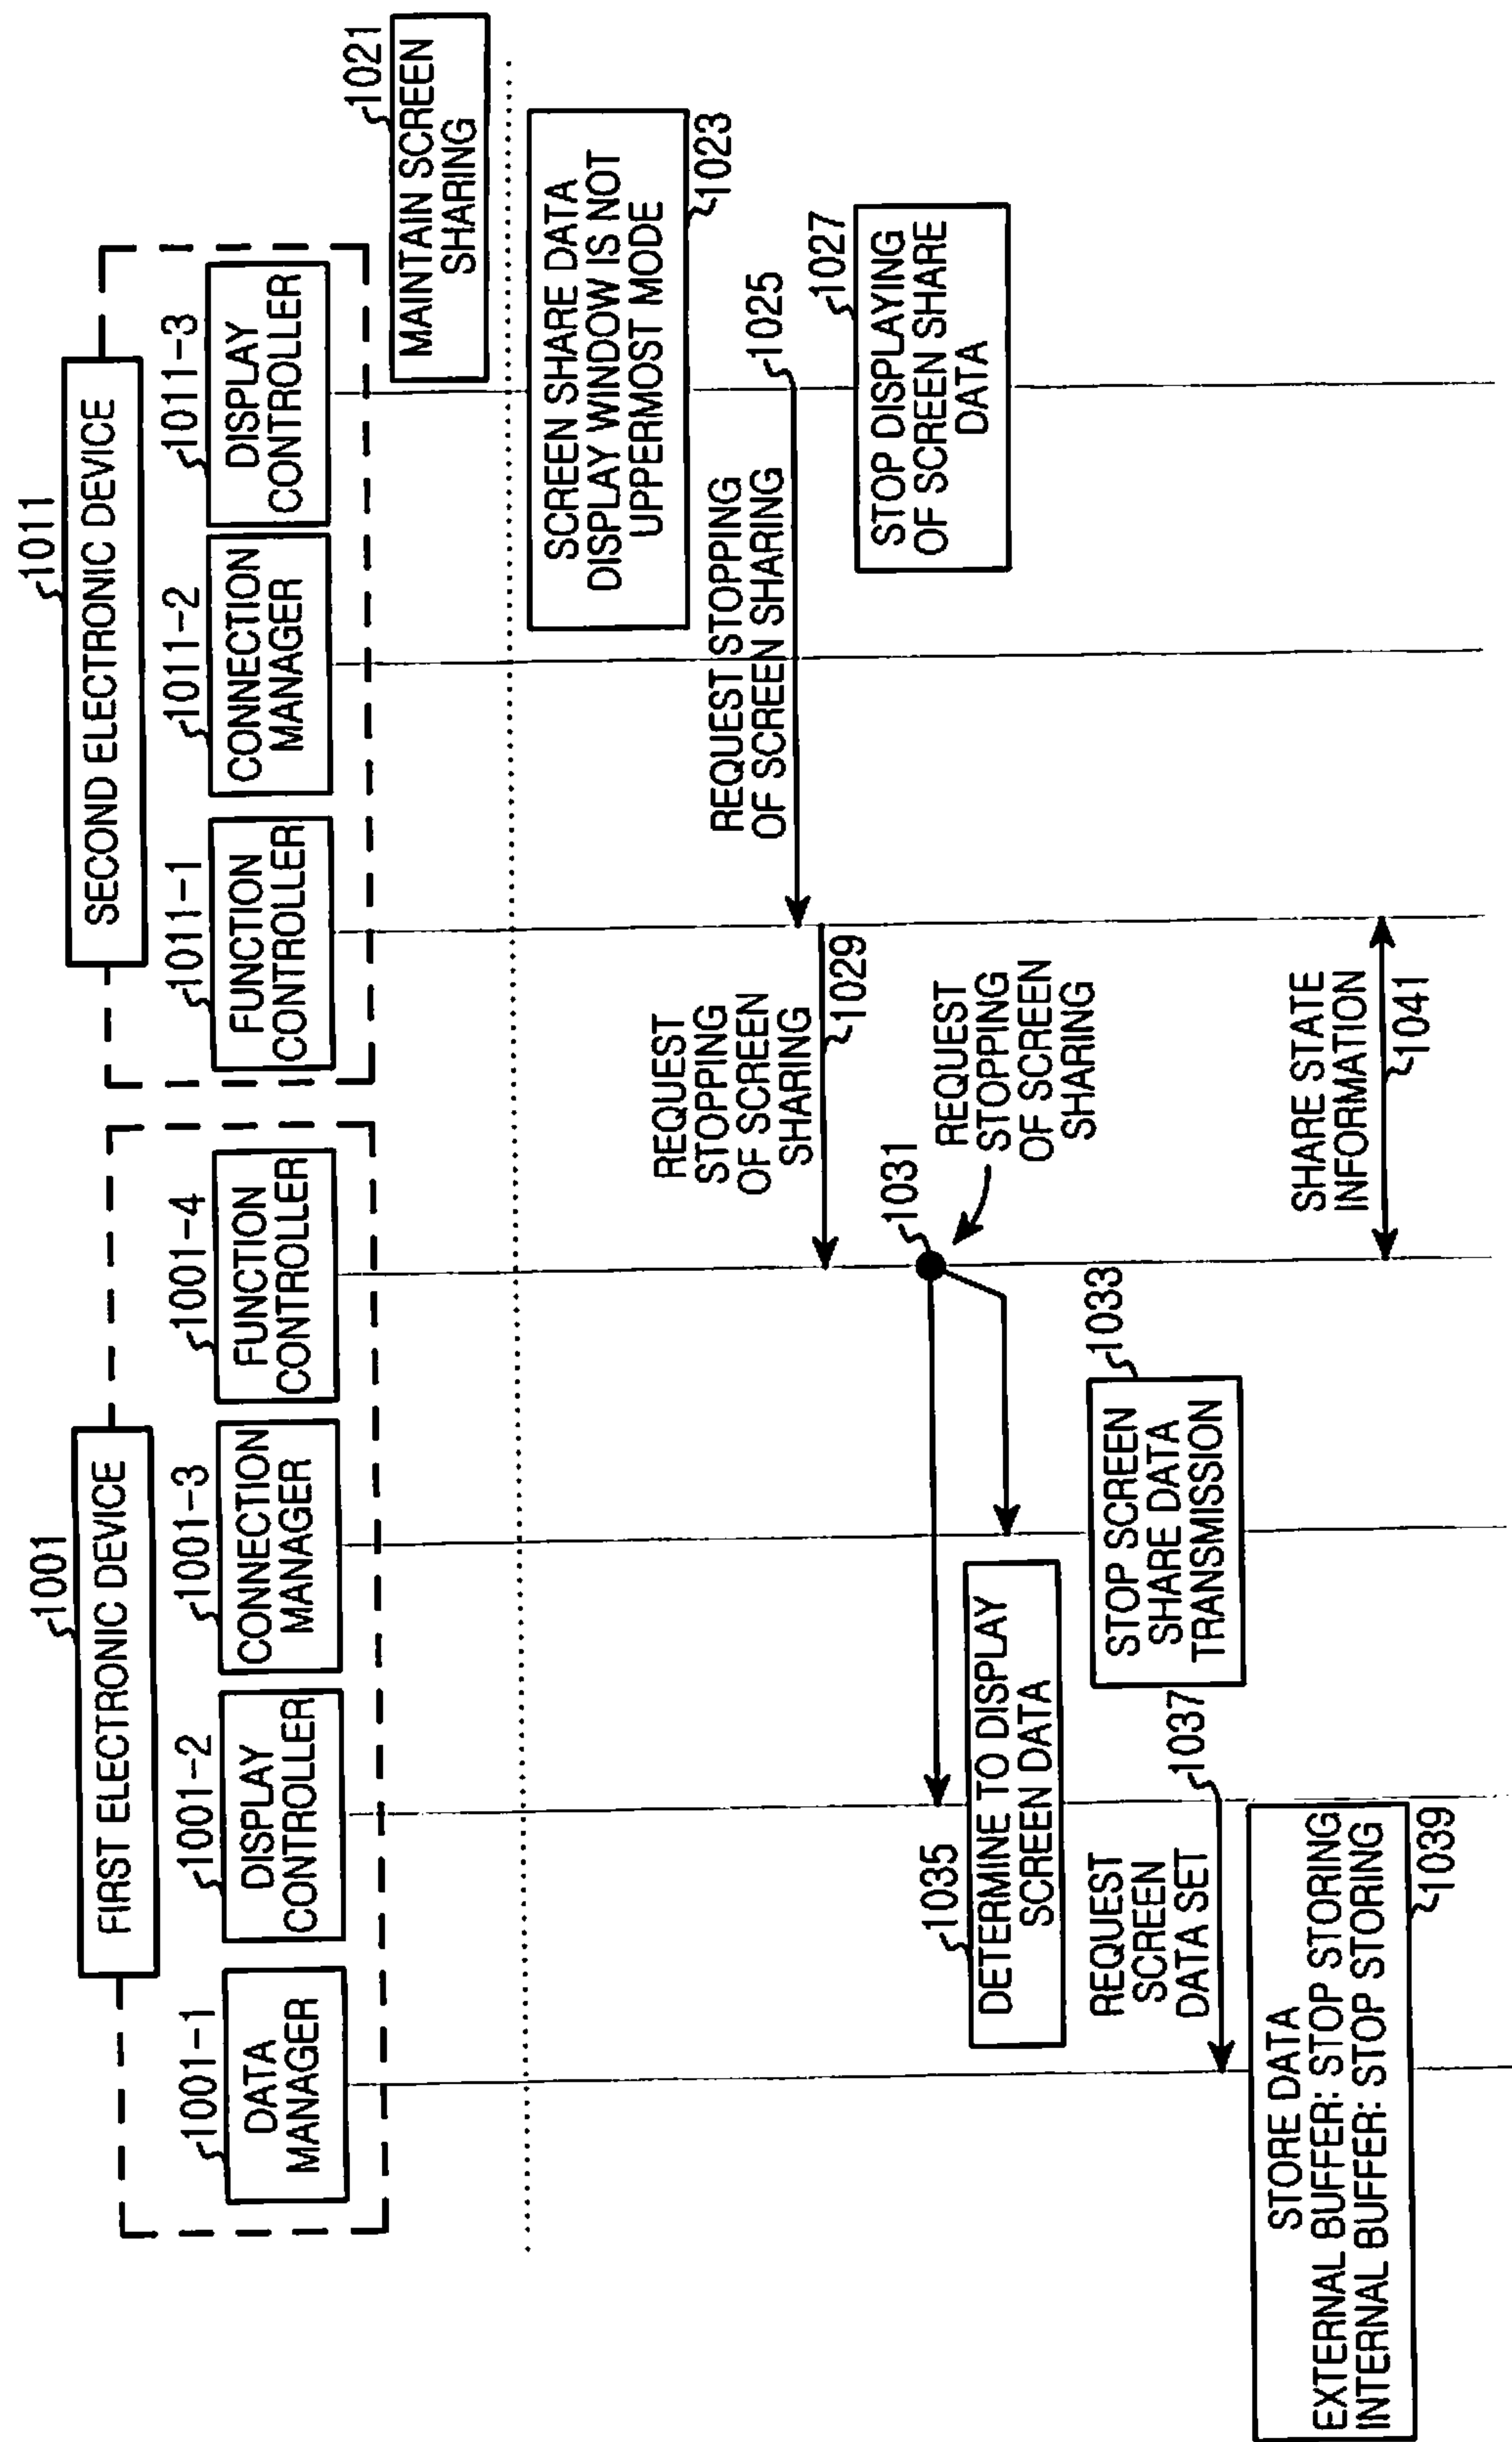 1001
FIRST ELECTRONIC DEVICE
1011
SECOND ELECTRONIC DEVICE
1001-1
DATA
MANAGER
1001-2
DISPLAY
CONTROLLER
1001-3
CONNECTION
MANAGER
1001-4
FUNCTION
CONTROLLER
1011-1
FUNCTION
CONTROLLER
1011-2
CONNECTION
MANAGER
1011-3
DISPLAY
CONTROLLER
1021
MAINTAIN SCREEN
SHARING
SCREEN SHARE DATA
DISPLAY WINDOW IS NOT
UPPERMOST MODE
1023
REQUEST STOPPING
OF SCREEN SHARING
1025
1027
STOP DISPLAYING
OF SCREEN SHARE
DATA
REQUEST
STOPPING
OF SCREEN
SHARING
1029
1031
REQUEST
STOPPING
OF SCREEN
SHARING
1033
STOP SCREEN
SHARE DATA
TRANSMISSION
1035
DETERMINE TO DISPLAY
SCREEN DATA
REQUEST
SCREEN
DATA SET
1037
STORE DATA
EXTERNAL BUFFER: STOP STORING
INTERNAL BUFFER: STOP STORING
1039
SHARE STATE
INFORMATION
1041